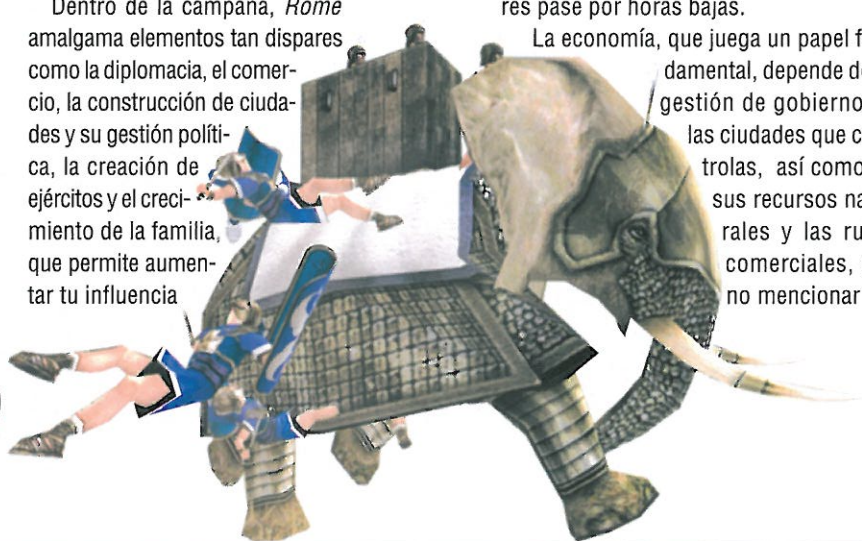 Dentro de la campaña, Rome
amalgama elementos tan dispares
como la diplomacia, el comer-
cio, la construcción de ciuda-
des y su gestión políti-
ca, la creación de
ejércitos y el creci-
miento de la familia,
que permite aumen-
tar tu influencia
res pase por horas bajas.
La economía, que juega un papel f
damental, depende d
gestión de gobierno
las ciudades que c
trolas, así como
sus recursos na
rales y las ru
comerciales,
no mencionar